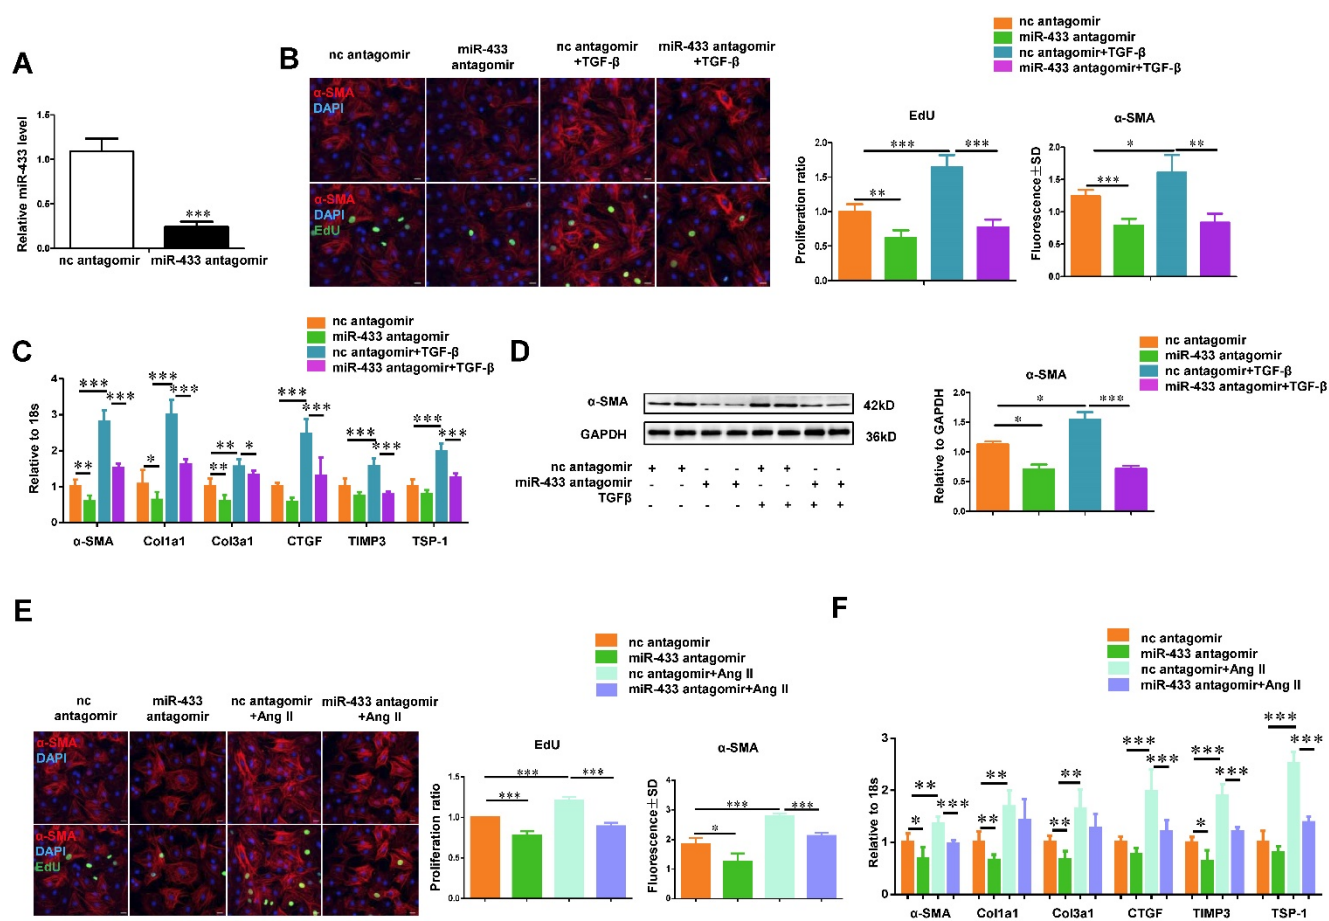 A
Relative miR-433 level
1.5
1.0
0.5
0.0
***
nc antagomir
miR-433 antagomir
B
nc antagomir
miR-433
antagomir
nc antagomir
+TGF-β
miR-433 antagomir
+TGF-β
α-SMA
DAPI
α-SMA
DAPI
EdU
nc antagomir
miR-433 antagomir
nc antagomir+TGF-β
miR-433 antagomir+TGF-β
EdU
Proliferation ratio
2.0
1.5
1.0
0.5
0.0
***
***
**
α-SMA
Fluorescence±SD
2.0
1.5
1.0
0.5
0.0
*
**
***
C
nc antagomir
miR-433 antagomir
nc antagomir+TGF-β
miR-433 antagomir+TGF-β
Relative to 18s
4
3
2
1
0
*** *** ** *** *** ***
*** *** * *** *** ***
** * **
α-SMA Col1a1 Col3a1 CTGF TIMP3 TSP-1
D
α-SMA 42kD
GAPDH 36kD
nc antagomir + + - - + + - -
miR-433 antagomir - - + + - - + +
TGFβ - - - - + + + +
nc antagomir
miR-433 antagomir
nc antagomir+TGF-β
miR-433 antagomir+TGF-β
α-SMA
Relative to GAPDH
2.0
1.5
1.0
0.5
0.0
*
***
*
E
nc
antagomir
miR-433
antagomir
nc antagomir
+Ang II
miR-433 antagomir
+Ang II
α-SMA
DAPI
α-SMA
DAPI
EdU
nc antagomir
miR-433 antagomir
nc antagomir+Ang II
miR-433 antagomir+Ang II
EdU
Proliferation ratio
1.5
1.0
0.5
0.0
***
***
***
α-SMA
Fluorescence±SD
3
2
1
0
***
***
*
F
nc antagomir
miR-433 antagomir
nc antagomir+Ang II
miR-433 antagomir+Ang II
Relative to 18s
3
2
1
0
** ** ** *** *** ***
*** *** *** ***
* ** ** *
α-SMA Col1a1 Col3a1 CTGF TIMP3 TSP-1